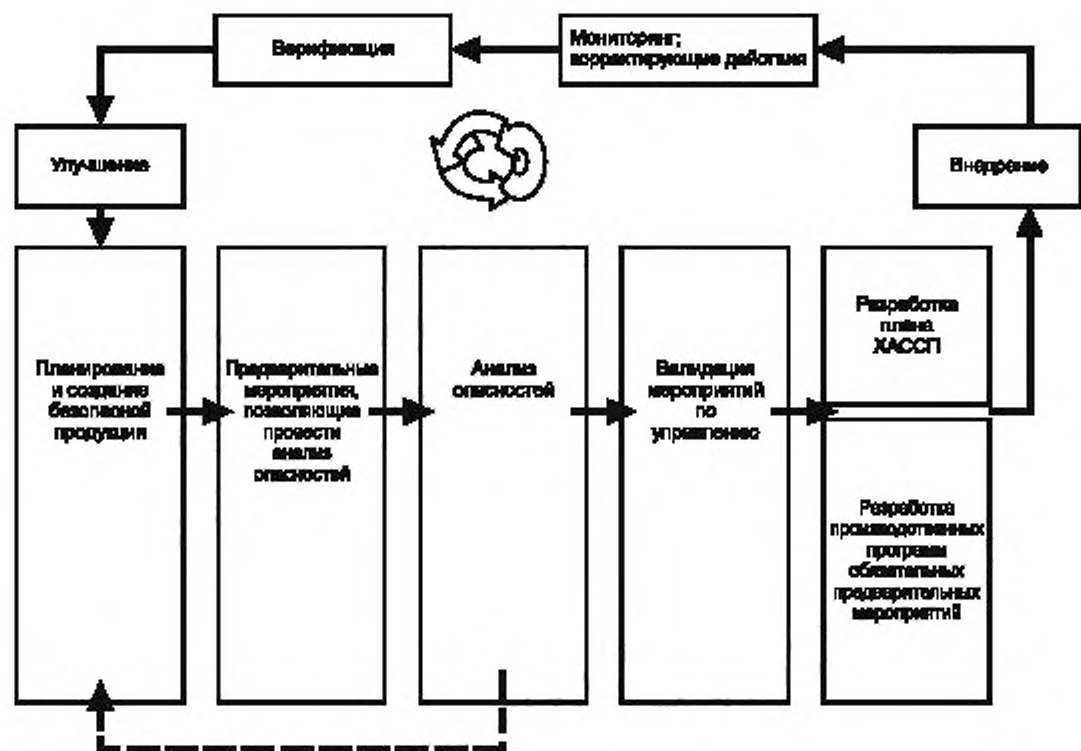 Верификация
Мониторинг;
корректирующие действия
Улучшение
Внедрение
Планирование
и создание
безопасной
продукции
Предварительные
мероприятия,
позволяющие
провести
анализ
опасностей
Анализ
опасностей
Валидация
мероприятий
по
управлению
Разработка
плана
ХАССП
Разработка
производственных
программ
обязательных
предварительных
мероприятий